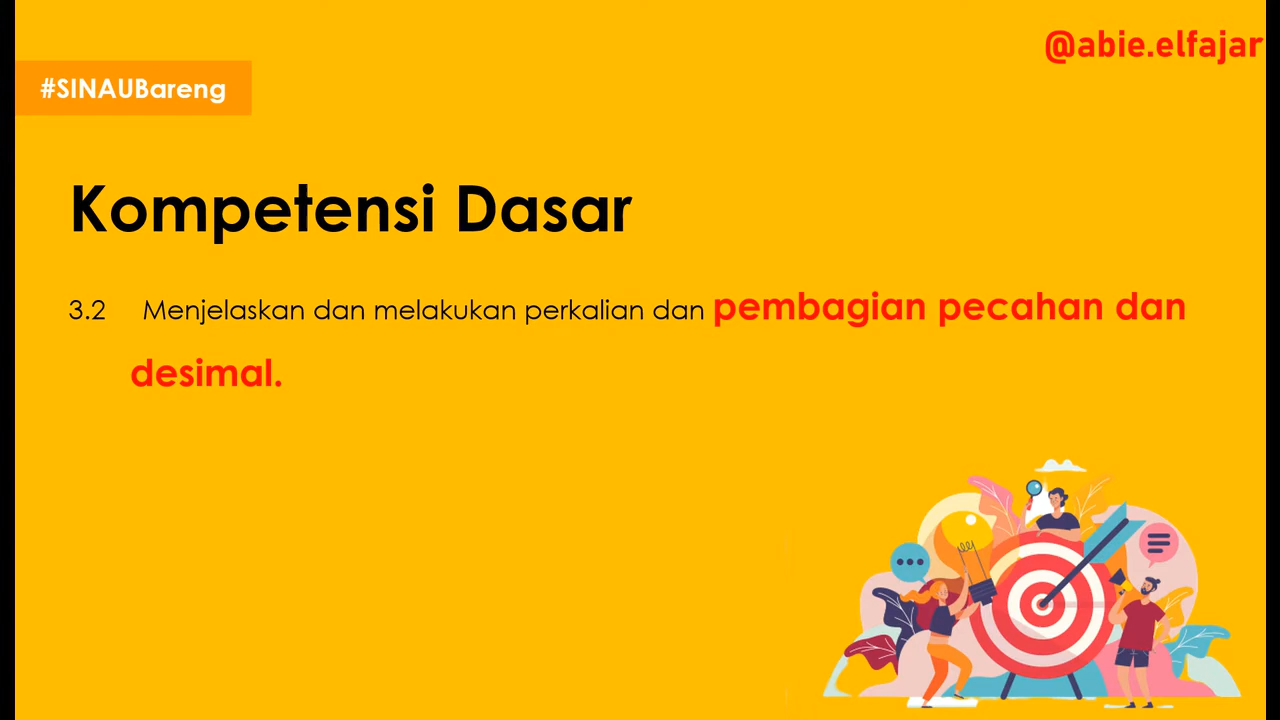 @abie.elfajar
#SINAUBareng
Kompetensi Dasar
3.2 Menjelaskan dan melakukan perkalian dan pembagian pecahan dan
desimal.